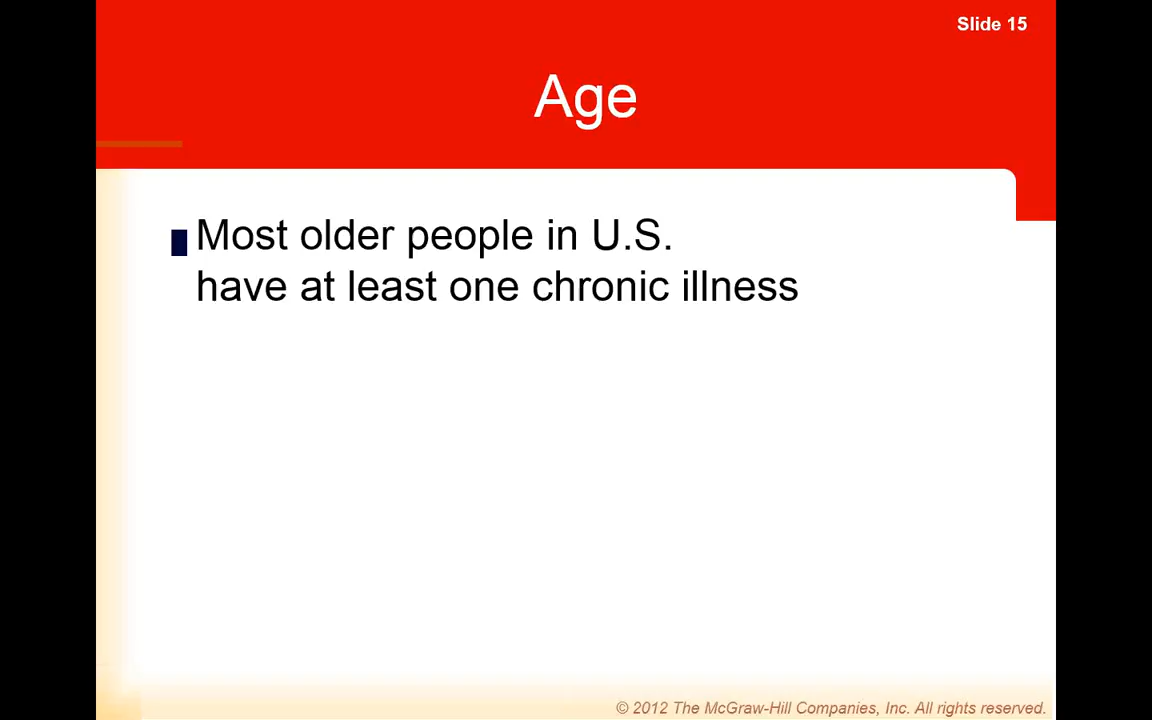 Slide 15
Age
Most older people in U.S.
have at least one chronic illness
© 2012 The McGraw-Hill Companies, Inc. All rights reserved.